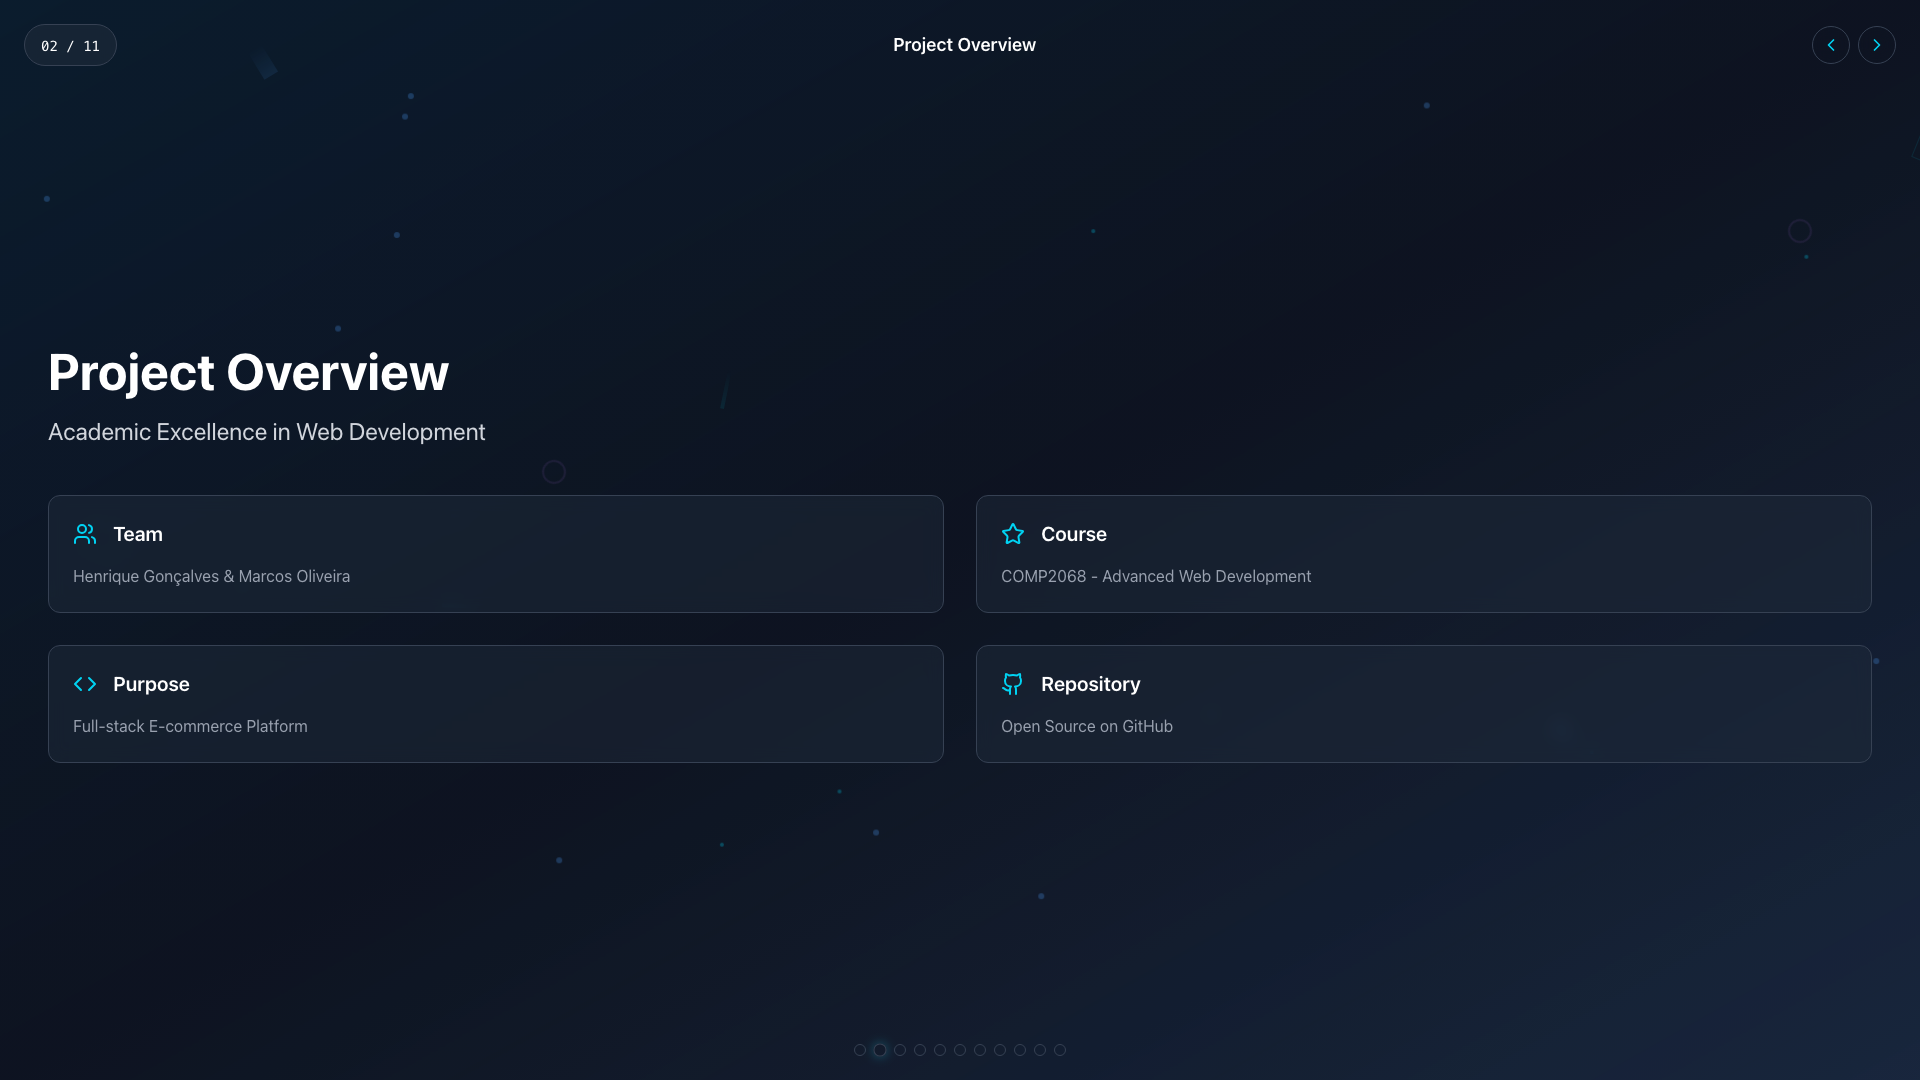 02 / 11
Project Overview
Project Overview
Academic Excellence in Web Development
Team
Henrique Gonçalves & Marcos Oliveira
Course
COMP2068 - Advanced Web Development
Purpose
Full-stack E-commerce Platform
Repository
Open Source on GitHub